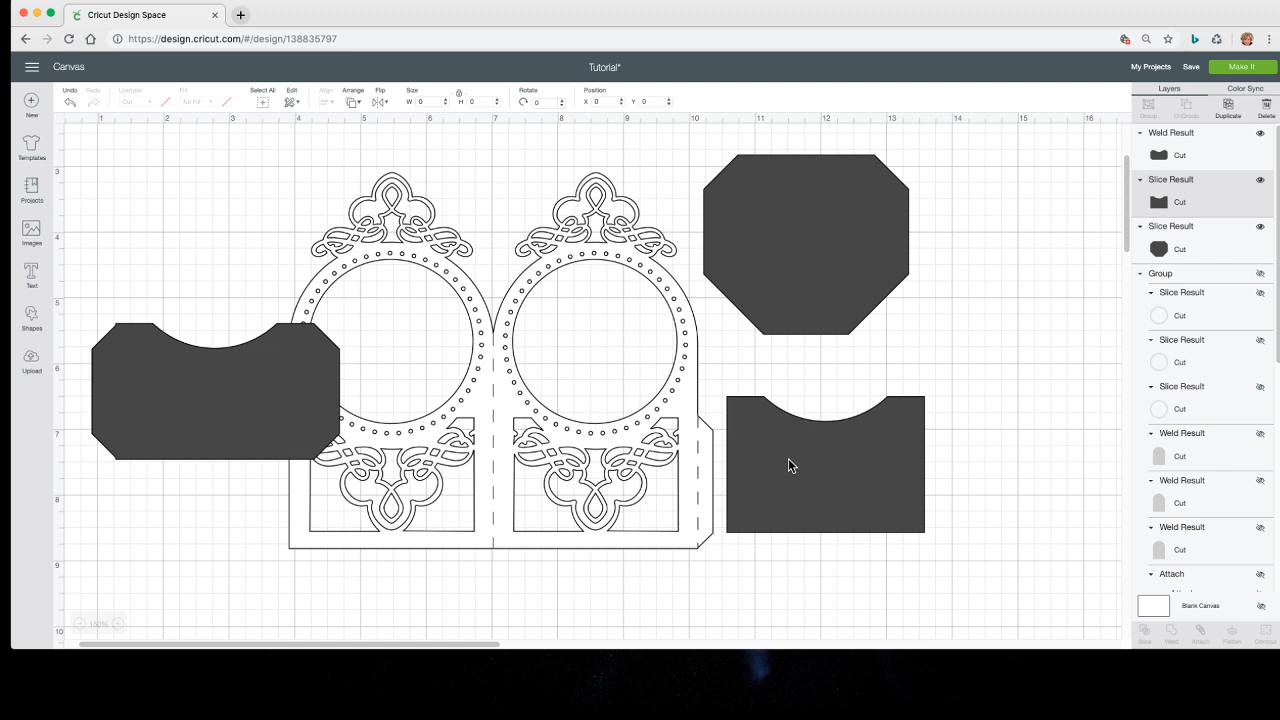 Cricut Design Space
https://design.cricut.com/#/design/138835797
Canvas
Tutorial*
My Projects
Save
Make It
Undo
Redo
Linetype
Fill
Select All
Edit
Align
Arrange
Flip
Size
Rotate
Position
Cut
No Fill
W 0
H 0
0
X 0
Y 0
Layers
Color Sync
Group
UnGroup
Duplicate
Delete
1 2 3 4 5 6 7 8 9 10 11 12 13 14 15 16
3
4
5
6
7
8
9
10
New
Templates
Projects
Images
Text
Shapes
Upload
Weld Result
Cut
Slice Result
Cut
Slice Result
Cut
Group
Slice Result
Cut
Slice Result
Cut
Slice Result
Cut
Weld Result
Cut
Weld Result
Cut
Weld Result
Cut
Attach
Blank Canvas
150%
Slice
Weld
Attach
Flatten
Contour